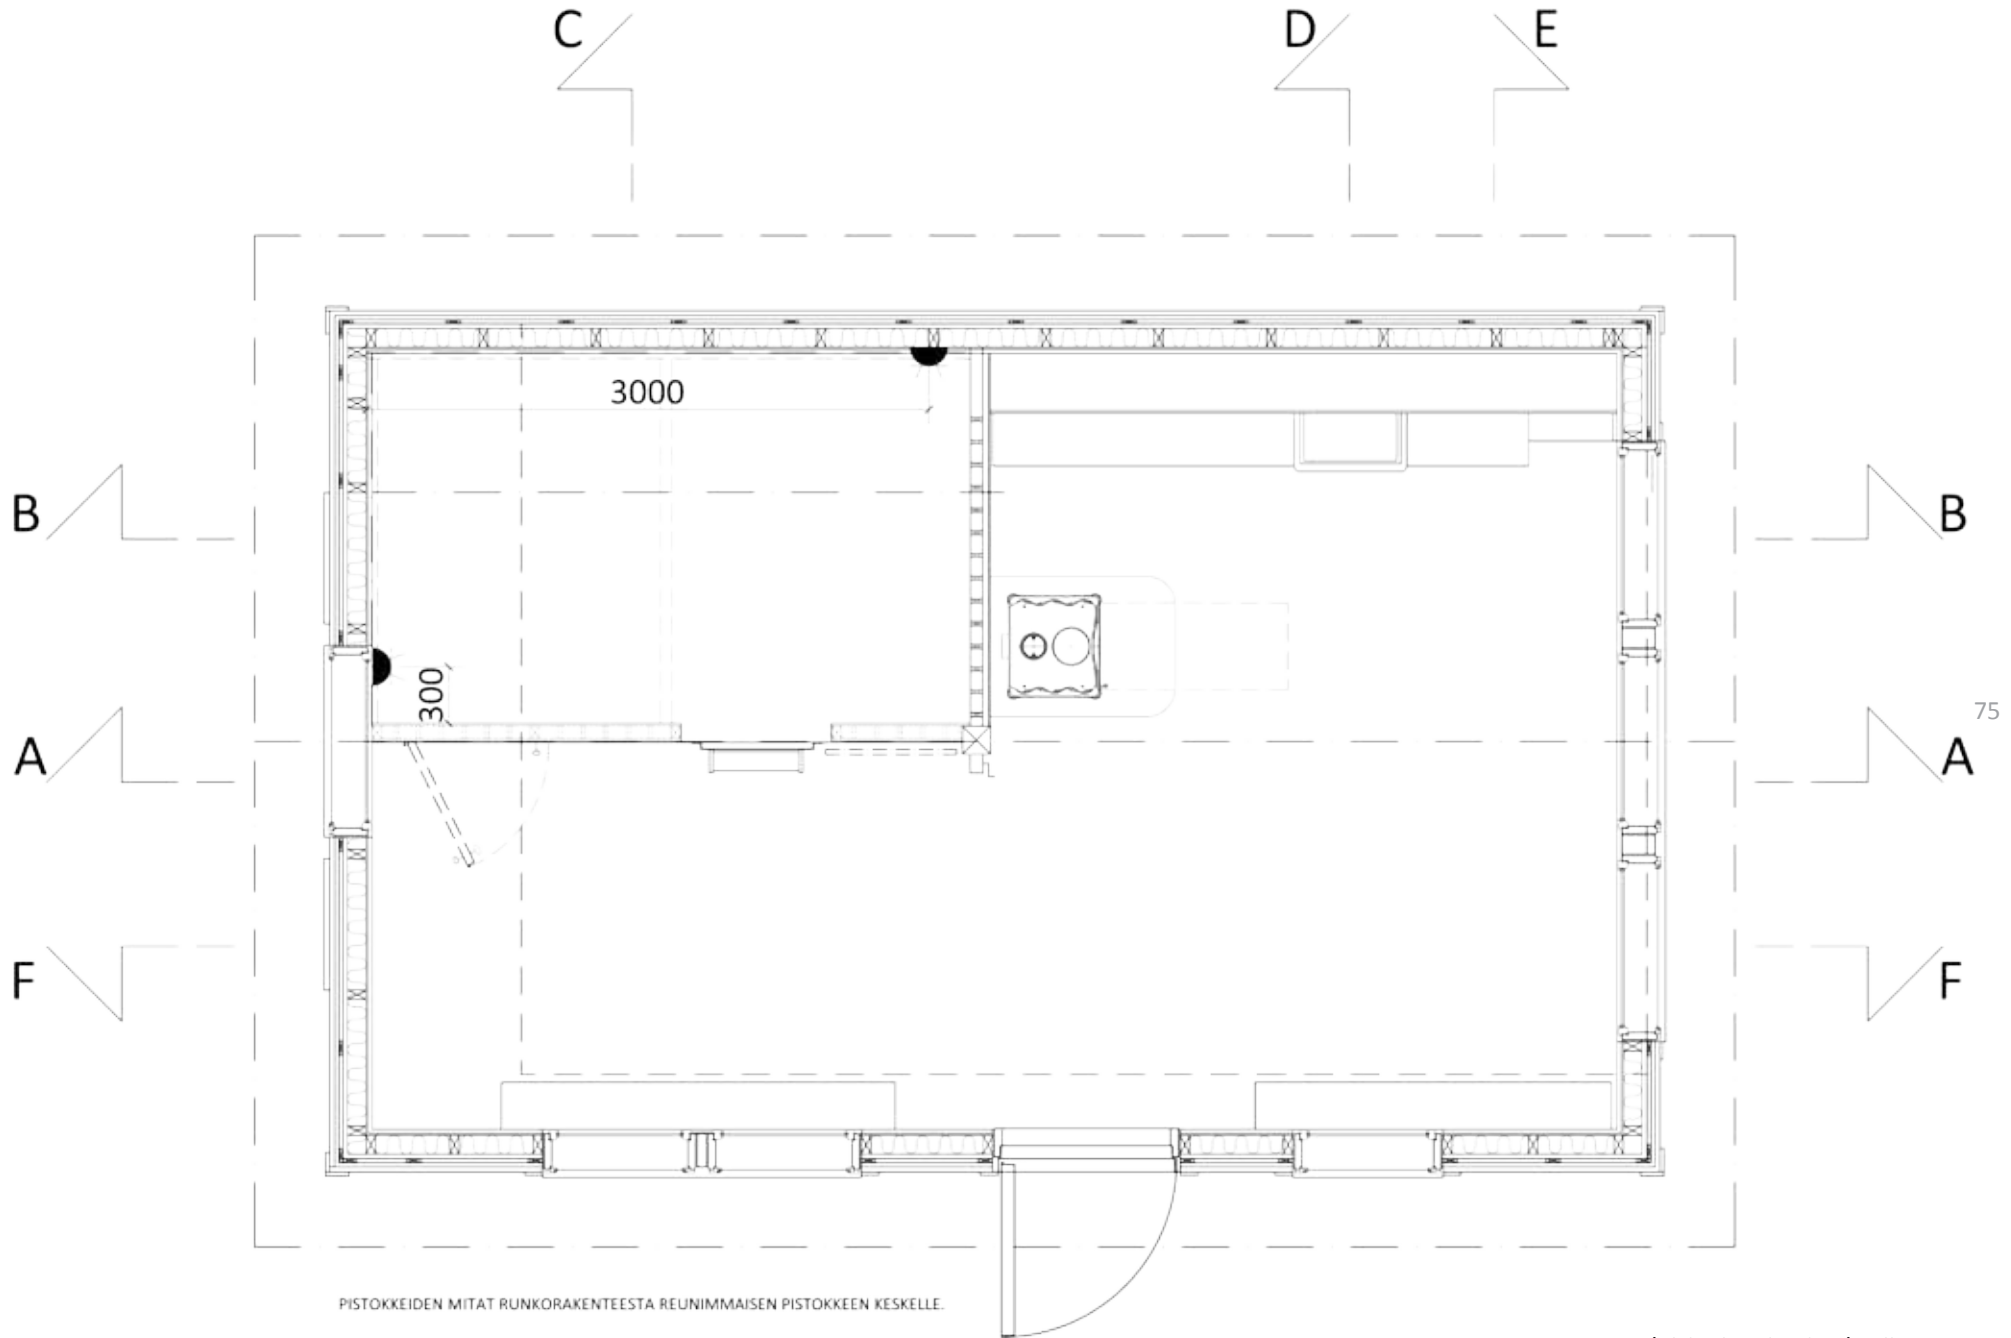 C
D
E
3000
B
B
300
75
A
A
F
F
PISTOKKEIDEN MITAT RUNKORAKENTEESTA REUNIMMAISEN PISTOKKEEN KESKELLE.